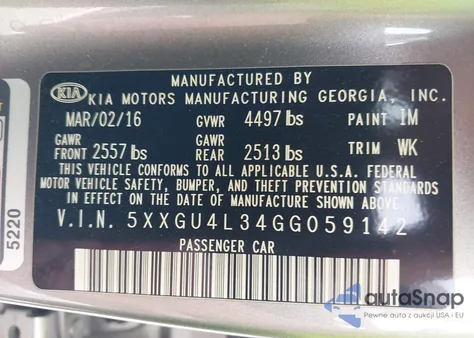 MANUFACTURED BY
KIA KIA MOTORS MANUFACTURING GEORGIA, INC.
MAR/02/16 GVWR 4497 lbs PAINT 1M
GAWR FRONT 2557 lbs GAWR REAR 2513 lbs TRIM WK
THIS VEHICLE CONFORMS TO ALL APPLICABLE U.S.A. FEDERAL
MOTOR VEHICLE SAFETY, BUMPER, AND THEFT PREVENTION STANDARDS
IN EFFECT ON THE DATE OF MANUFACTURE SHOWN ABOVE.
V.I.N. 5XXGU4L34GG059142
PASSENGER CAR
5220
autoSnap
Pewne auta z aukcji USA i EU